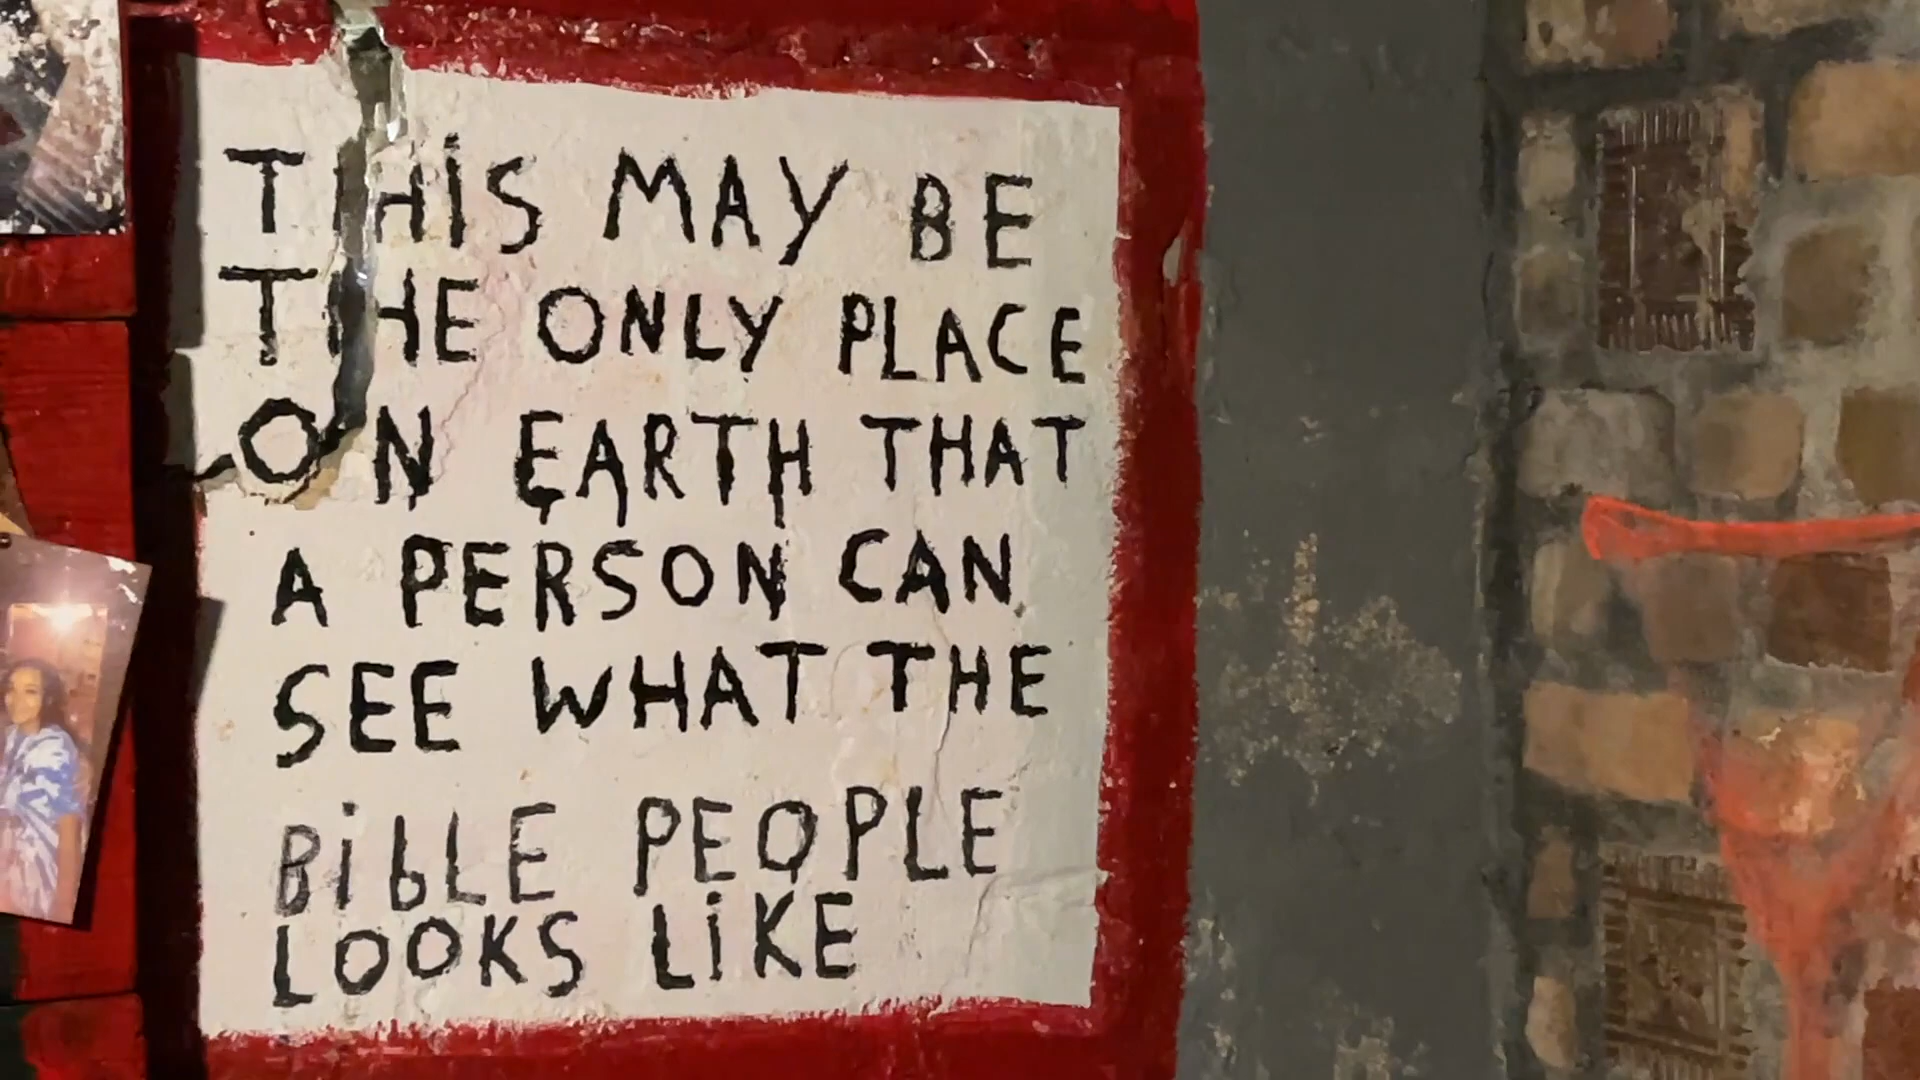 THIS MAY BE
THE ONLY PLACE
ON EARTH THAT
A PERSON CAN
SEE WHAT THE
BiBLE PEOPLE
LOOKS LiKE